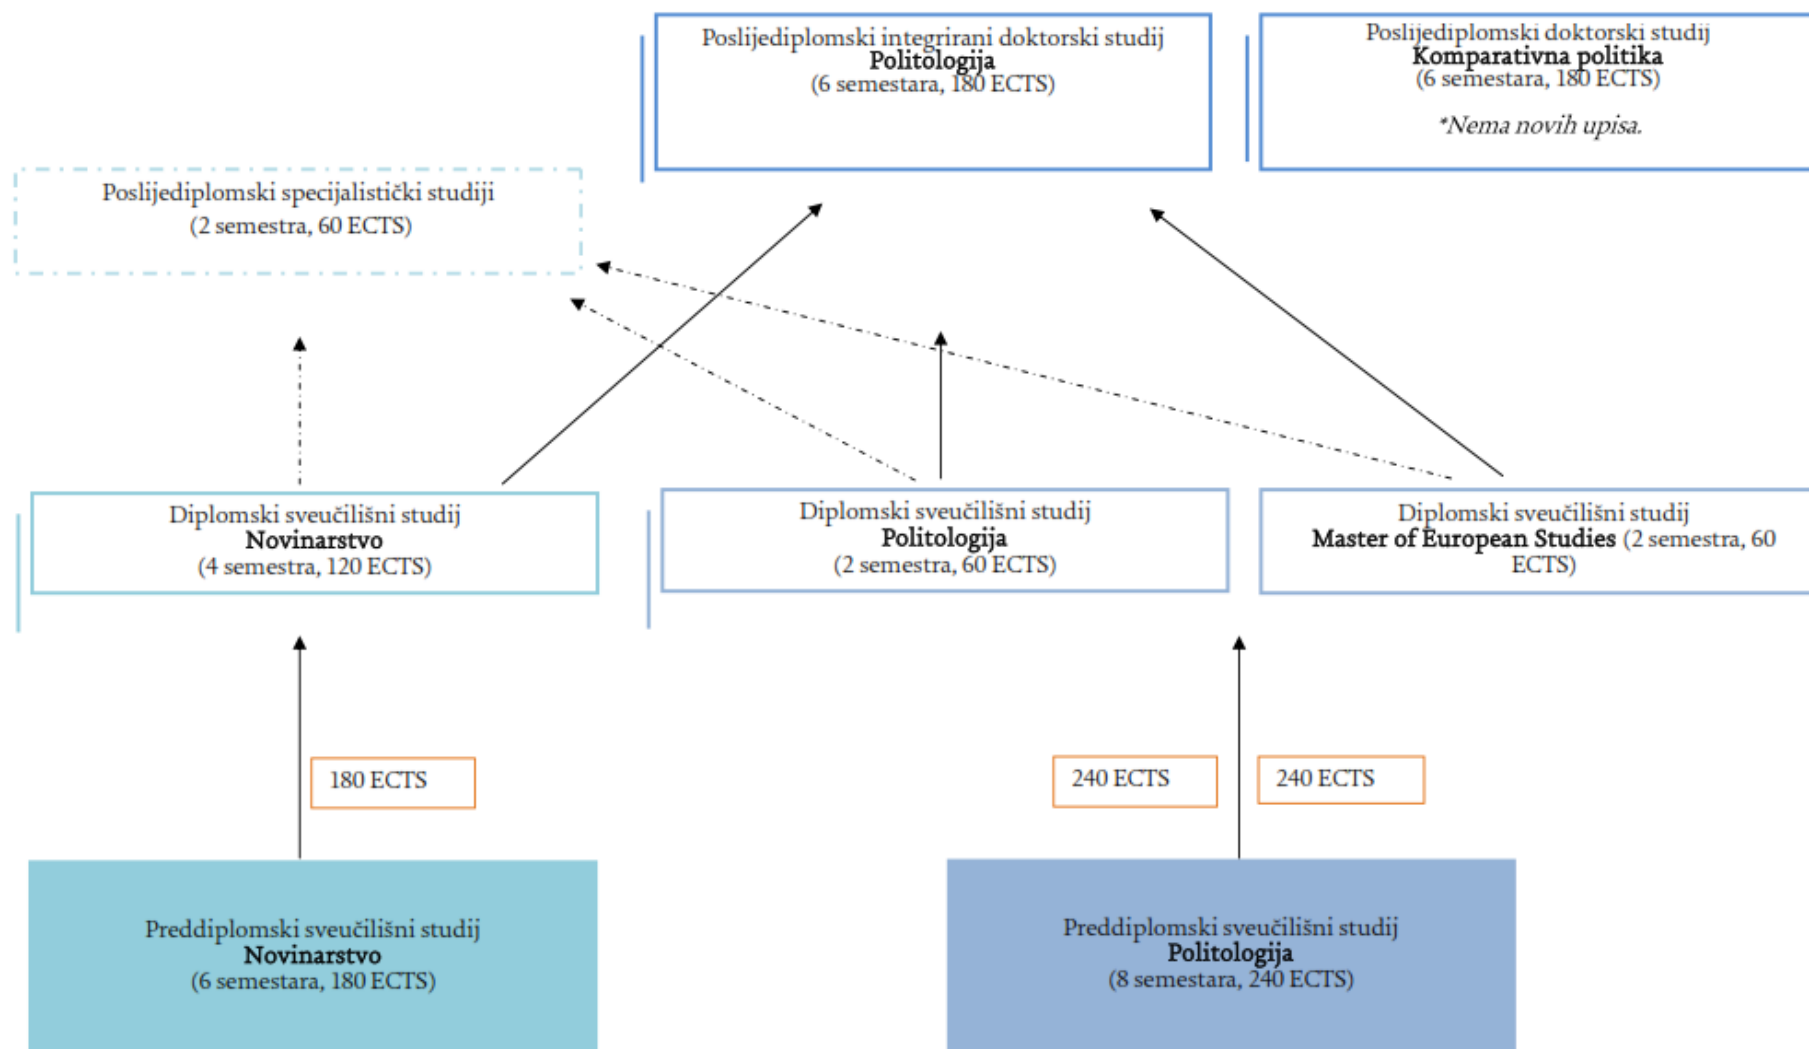 Poslijediplomski integrirani doktorski studij
Politologija
(6 semestara, 180 ECTS)
Poslijediplomski doktorski studij
Komparativna politika
(6 semestara, 180 ECTS)
*Nema novih upisa.
Poslijediplomski specijalistički studiji
(2 semestra, 60 ECTS)
Diplomski sveučilišni studij
Novinarstvo
(4 semestra, 120 ECTS)
Diplomski sveučilišni studij
Politologija
(2 semestra, 60 ECTS)
Diplomski sveučilišni studij
Master of European Studies (2 semestra, 60
ECTS)
180 ECTS
240 ECTS
240 ECTS
Preddiplomski sveučilišni studij
Novinarstvo
(6 semestara, 180 ECTS)
Preddiplomski sveučilišni studij
Politologija
(8 semestara, 240 ECTS)